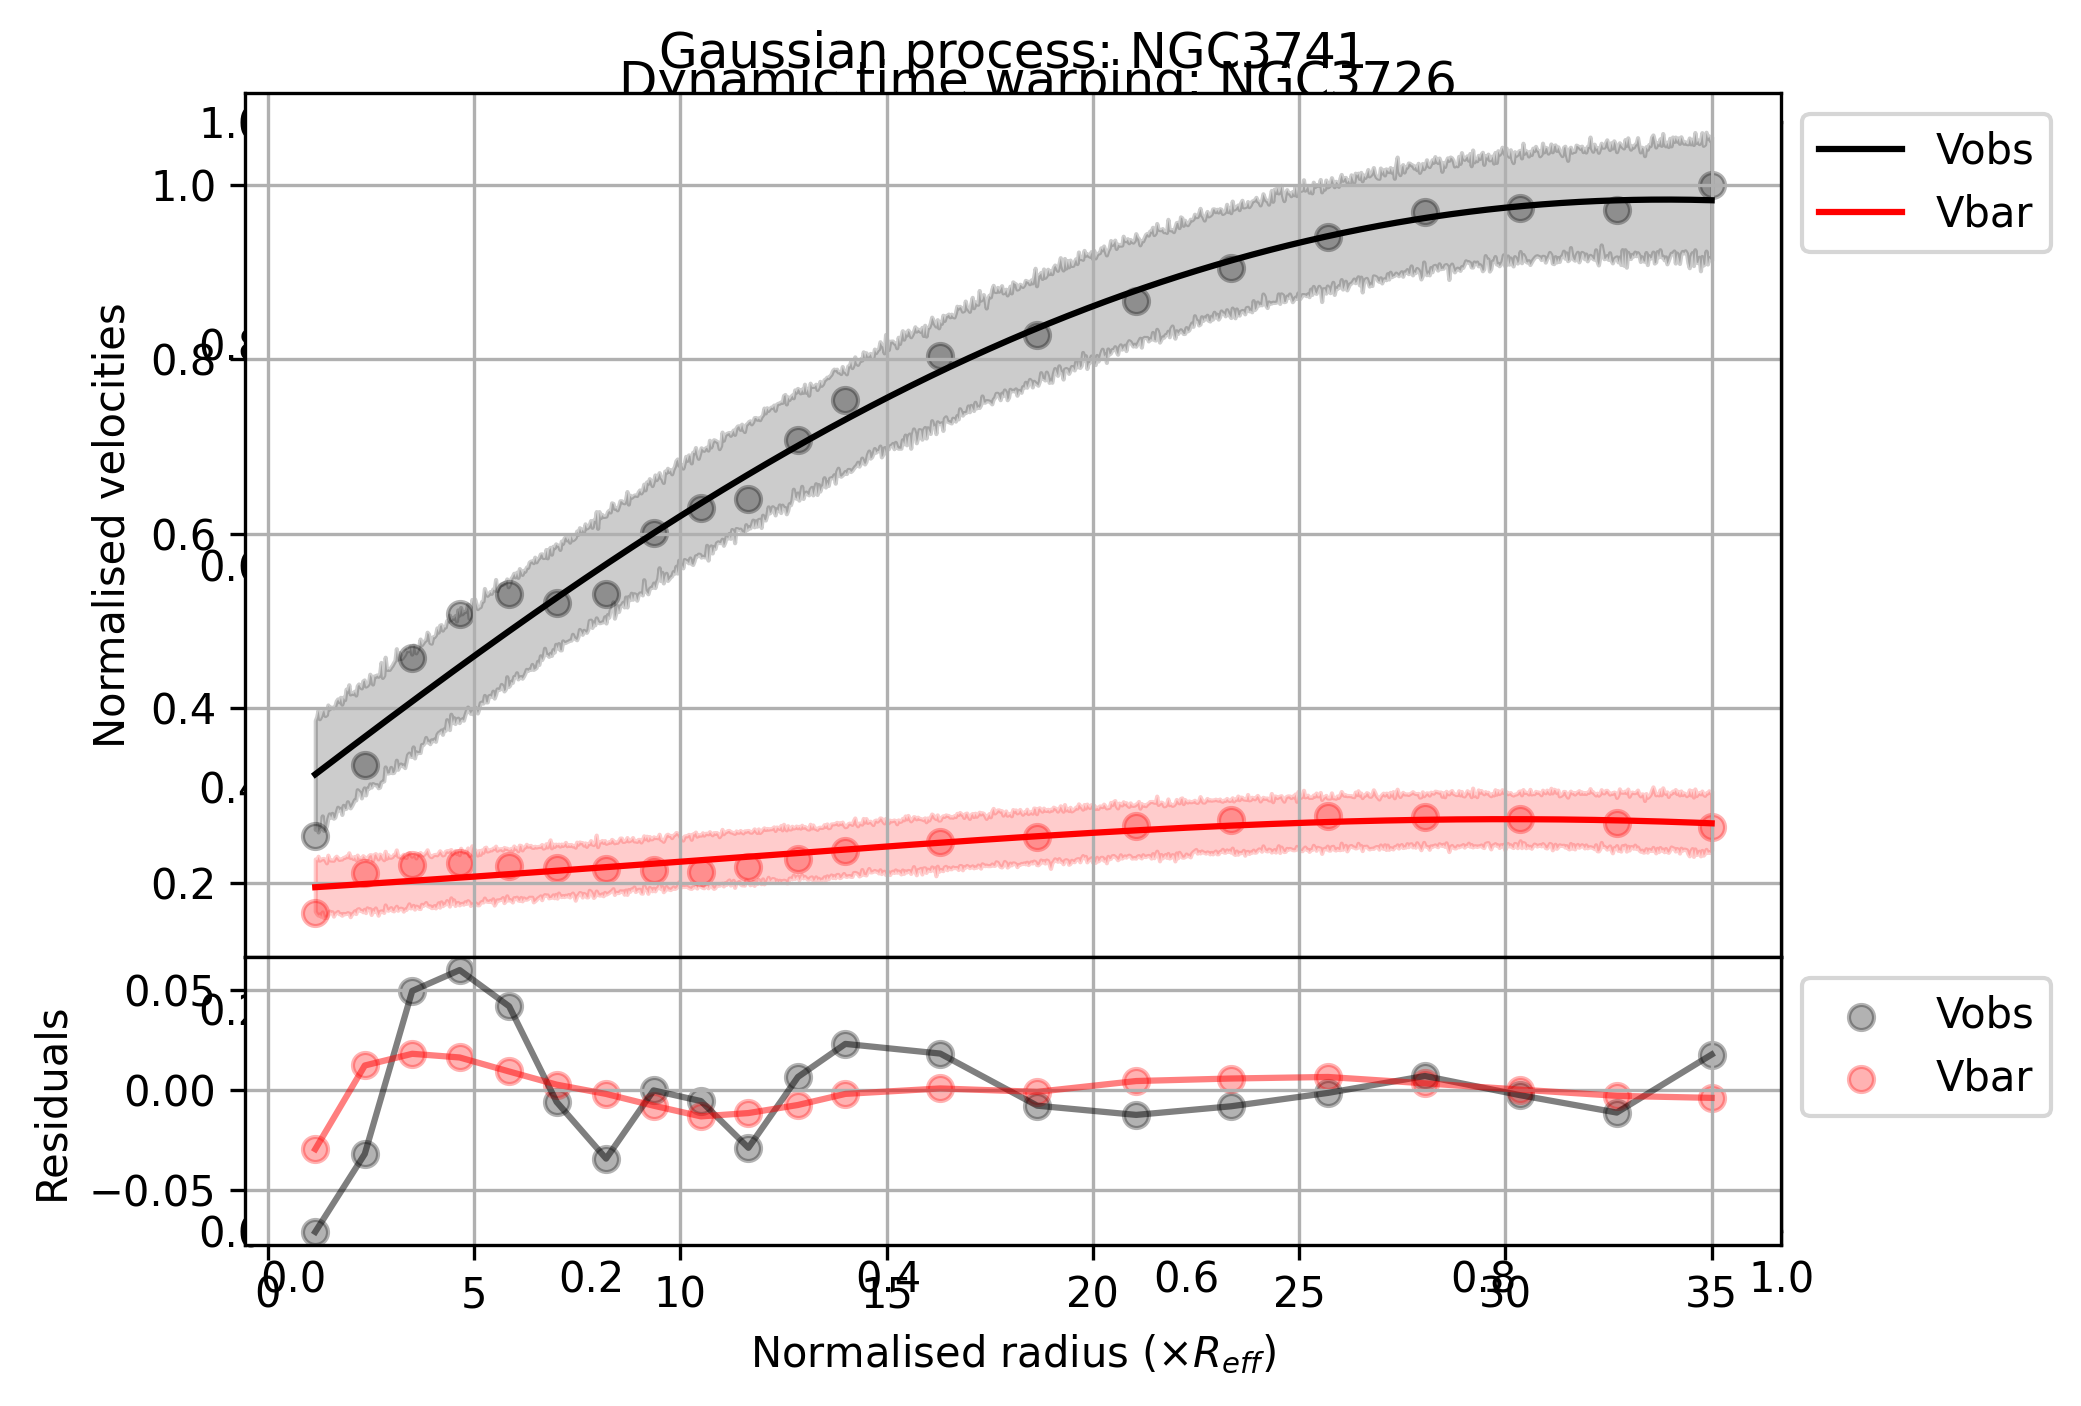 Gaussian process: NGC3741
Dynamic time warping: NGC3726
Normalised velocities
1.0
0.8
0.6
0.4
0.2
Vobs
Vbar
Residuals
0.05
0.00
−0.05
Vobs
Vbar
0.0 0.2 0.4 0.6 0.8 1.0
0 5 10 15 20 25 30 35
Normalised radius (×Reff)